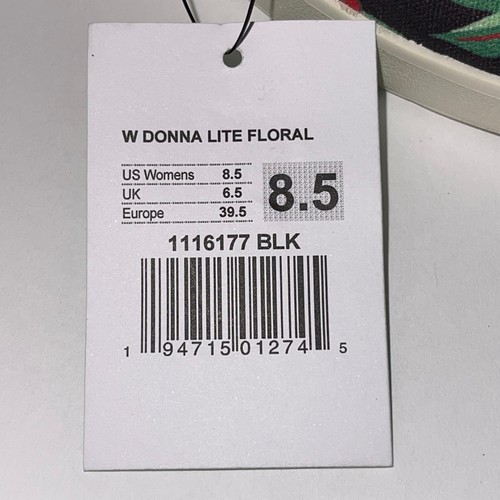 W DONNA LITE FLORAL
US Womens 8.5
UK 6.5
Europe 39.5
8.5
1116177 BLK
1 94715 01274 5